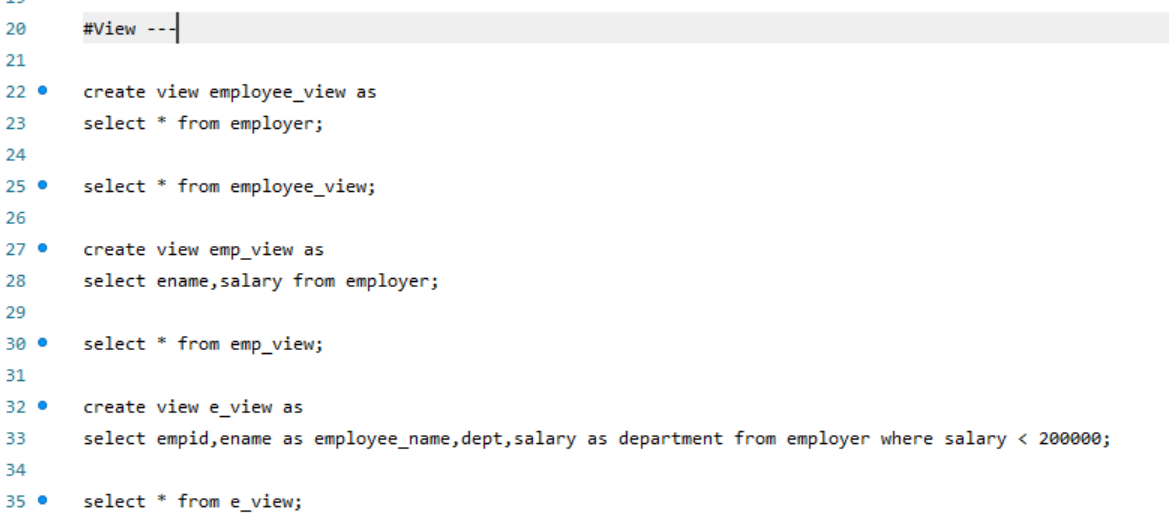 20 #View ---
21
22 create view employee_view as
23 select * from employer;
24
25 select * from employee_view;
26
27 create view emp_view as
28 select ename,salary from employer;
29
30 select * from emp_view;
31
32 create view e_view as
33 select empid,ename as employee_name,dept,salary as department from employer where salary < 200000;
34
35 select * from e_view;